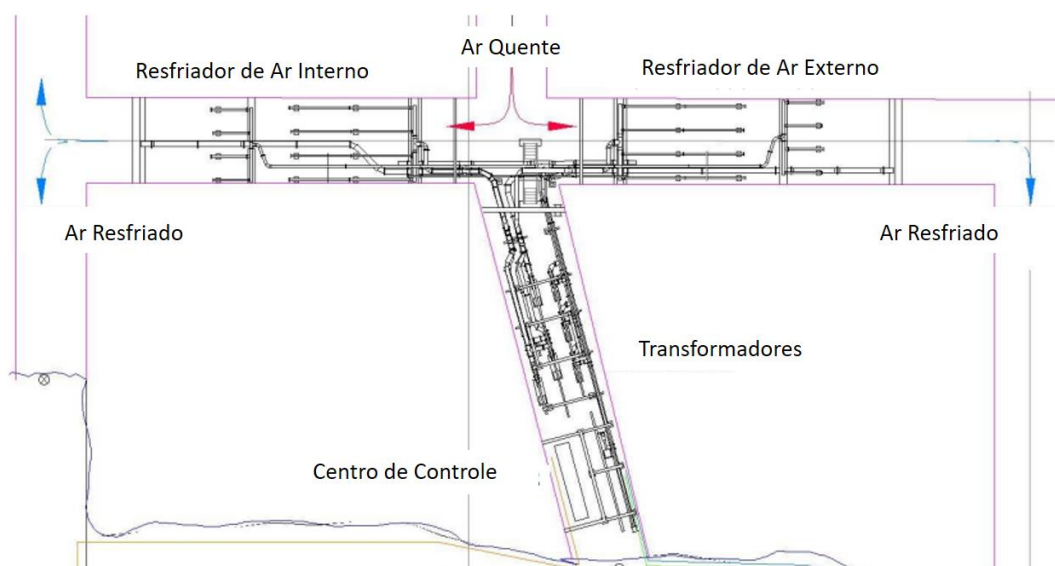 Ar Quente
Resfriador de Ar Interno
Resfriador de Ar Externo
Ar Resfriado
Ar Resfriado
Transformadores
Centro de Controle